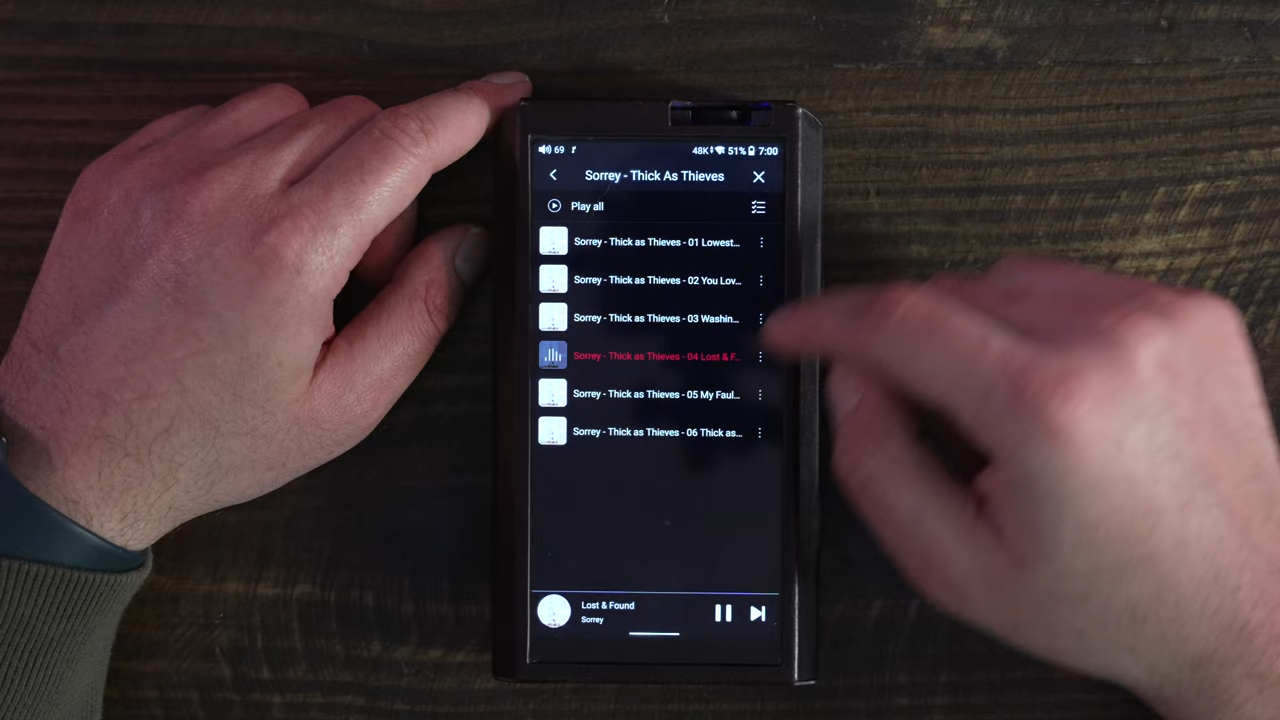 69 48K 51% 7:00
Sorrey - Thick As Thieves
Play all
Sorrey - Thick as Thieves - 01 Lowest...
Sorrey - Thick as Thieves - 02 You Lov...
Sorrey - Thick as Thieves - 03 Washin...
Sorrey - Thick as Thieves - 04 Lost & F...
Sorrey - Thick as Thieves - 05 My Faul...
Sorrey - Thick as Thieves - 06 Thick as...
Lost & Found
Sorrey